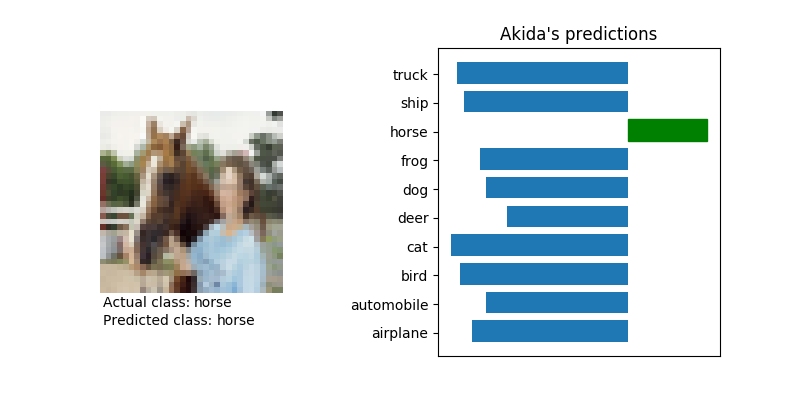 Akida's predictions
truck
ship
horse
frog
dog
deer
cat
bird
automobile
airplane
Actual class: horse
Predicted class: horse